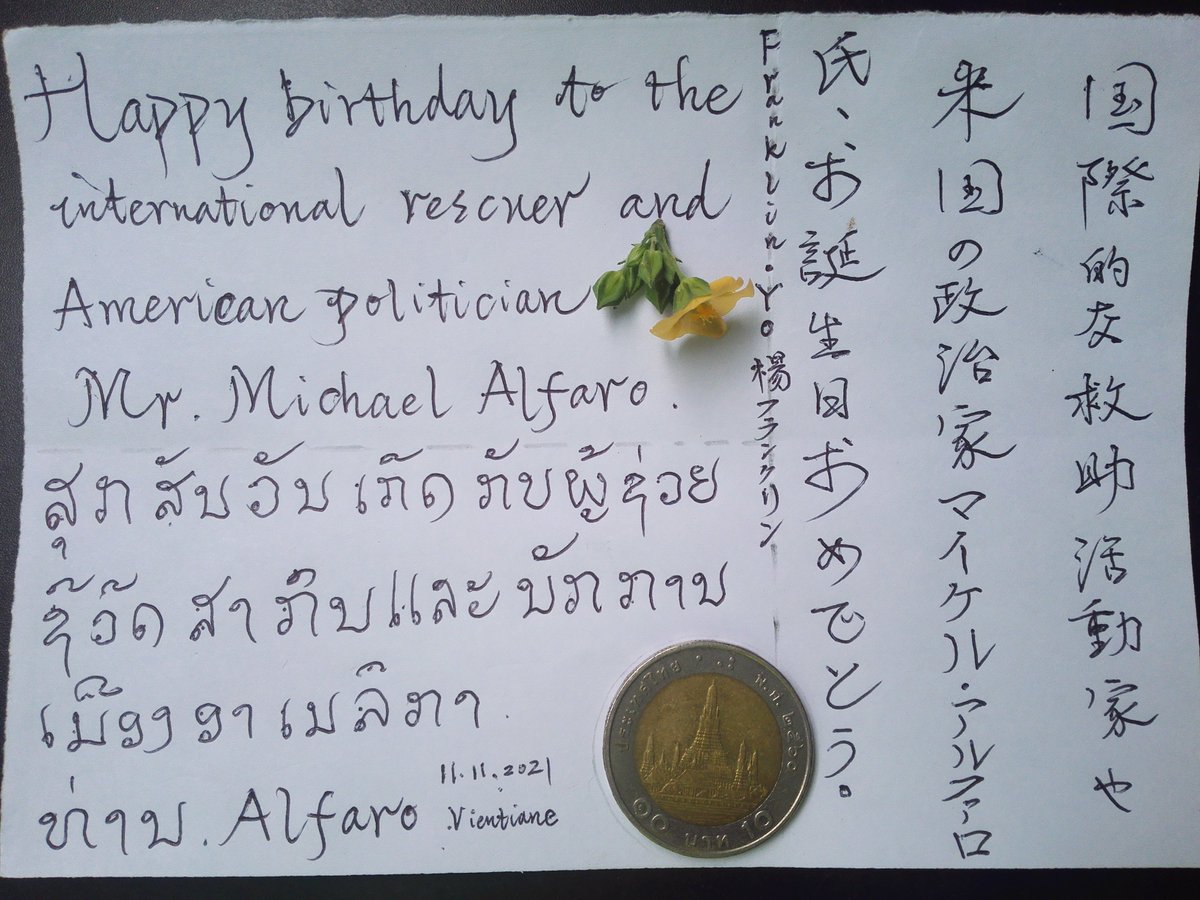 Happy birthday to the
international rescuer and
American politician
Mr. Michael Alfaro.
ສຸກ ສັນ ວັນ ເກີດ ກັບຜູ້ ຊ່ວຍ
ຊີວິດ ສາ ກົນ ແລະ ນັກ ການ
ເມືອງ ອາ ເມລິກາ.
ທ່ານ. Alfaro
11.11.2021
Vientiane
国際的な救助活動家や
米国の政治家マイケル・アルファロ
氏、お誕生日おめでとう。
Franklin.Yo 楊フランクリン
ประเทศไทย พ.ศ. ๒๕๖๐
๑๐ บาท 10